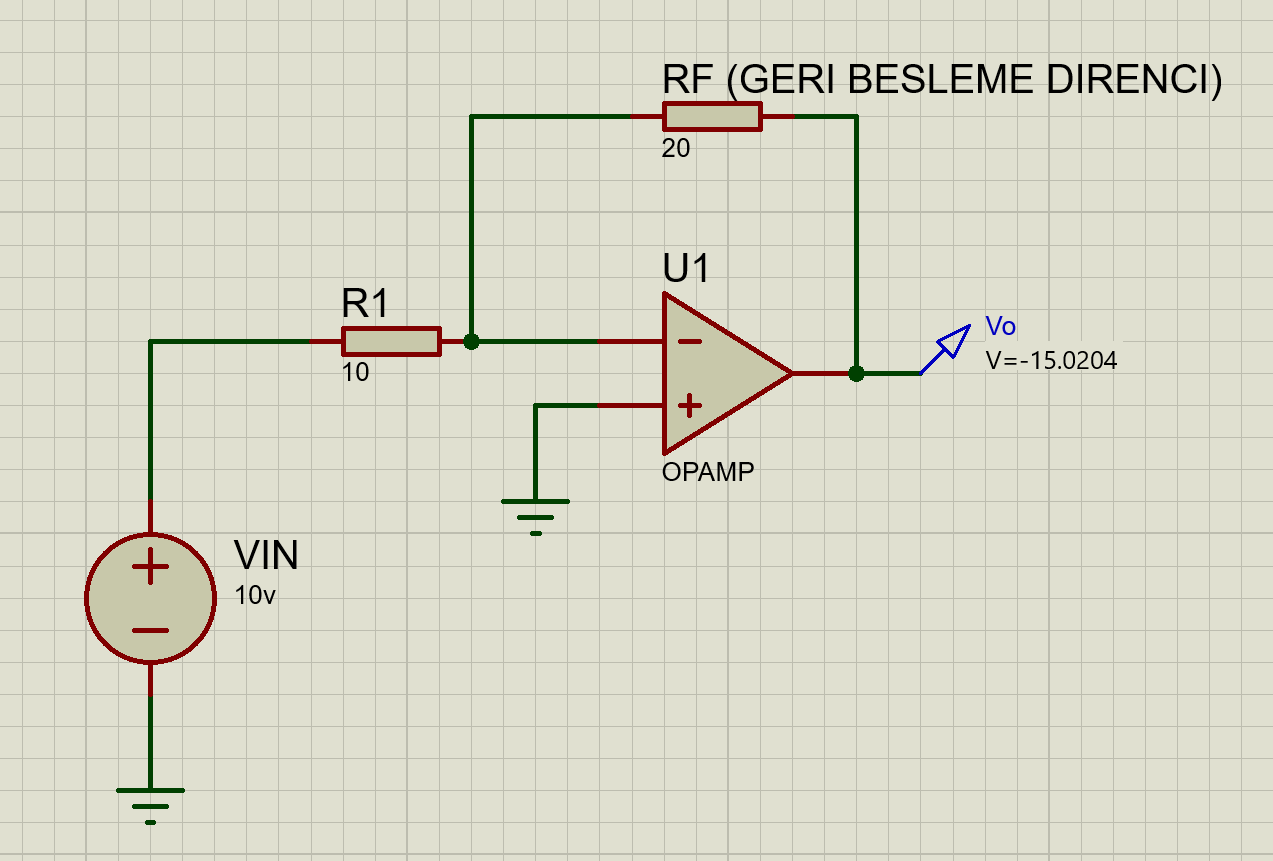 RF (GERI BESLEME DIRENCI)
20
U1
R1
10
Vo
V=-15.0204
OPAMP
VIN
10v